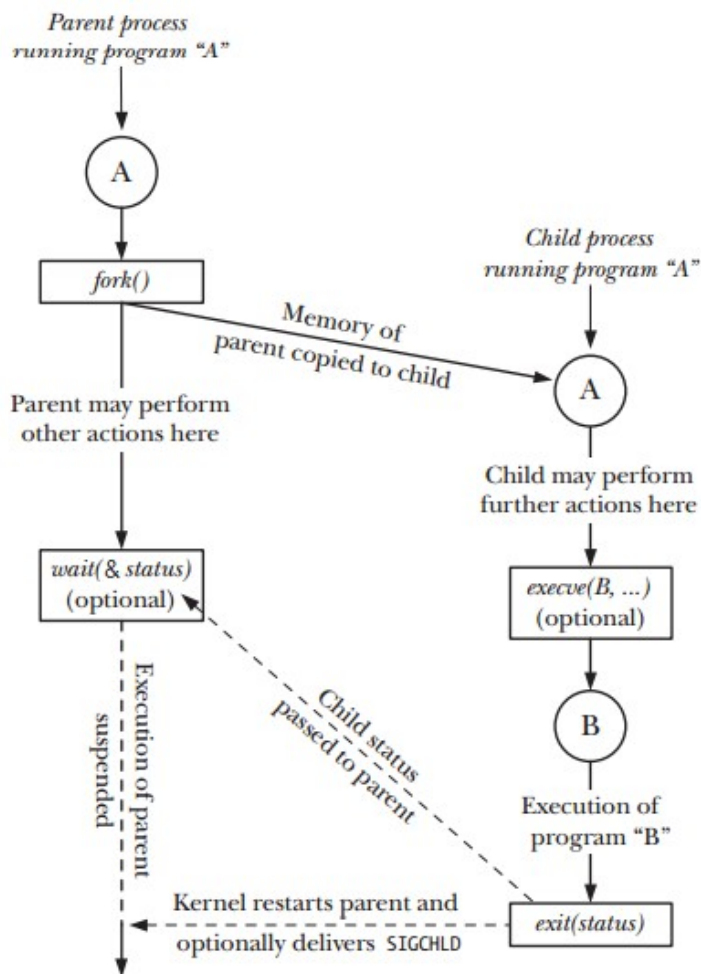 Parent process
running program “A”
A
fork()
Child process
running program “A”
Memory of
parent copied to child
A
Parent may perform
other actions here
Child may perform
further actions here
wait(& status)
(optional)
execve(B, ...)
(optional)
B
Execution of parent
suspended
Child status
passed to parent
Execution of
program “B”
Kernel restarts parent and
optionally delivers SIGCHLD
exit(status)